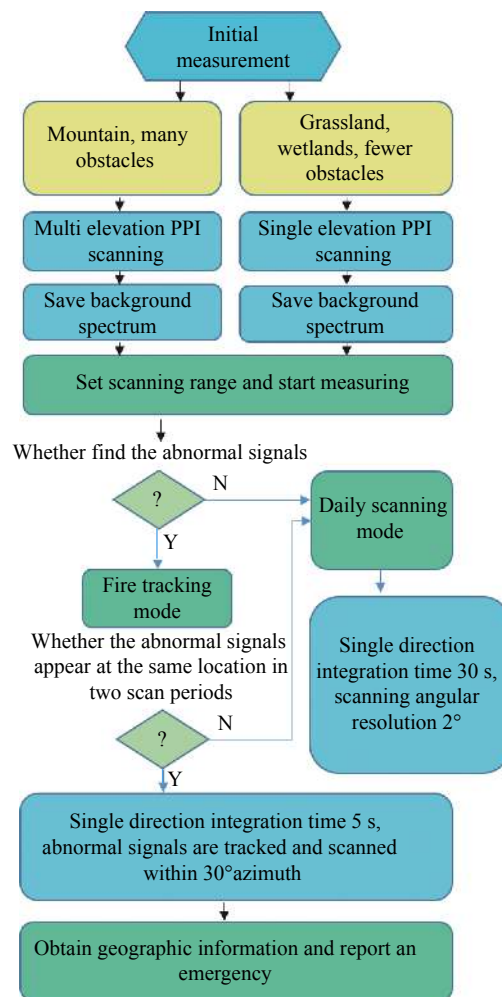 Initial
measurement
Mountain, many
obstacles
Grassland,
wetlands, fewer
obstacles
Multi elevation PPI
scanning
Single elevation PPI
scanning
Save background
spectrum
Save background
spectrum
Set scanning range and start measuring
Whether find the abnormal signals
?
N
Y
Daily scanning
mode
Fire tracking
mode
Single direction
integration time 30 s,
scanning angular
resolution 2°
Whether the abnormal signals
appear at the same location in
two scan periods
?
N
Y
Single direction integration time 5 s,
abnormal signals are tracked and scanned
within 30°azimuth
Obtain geographic information and report an
emergency